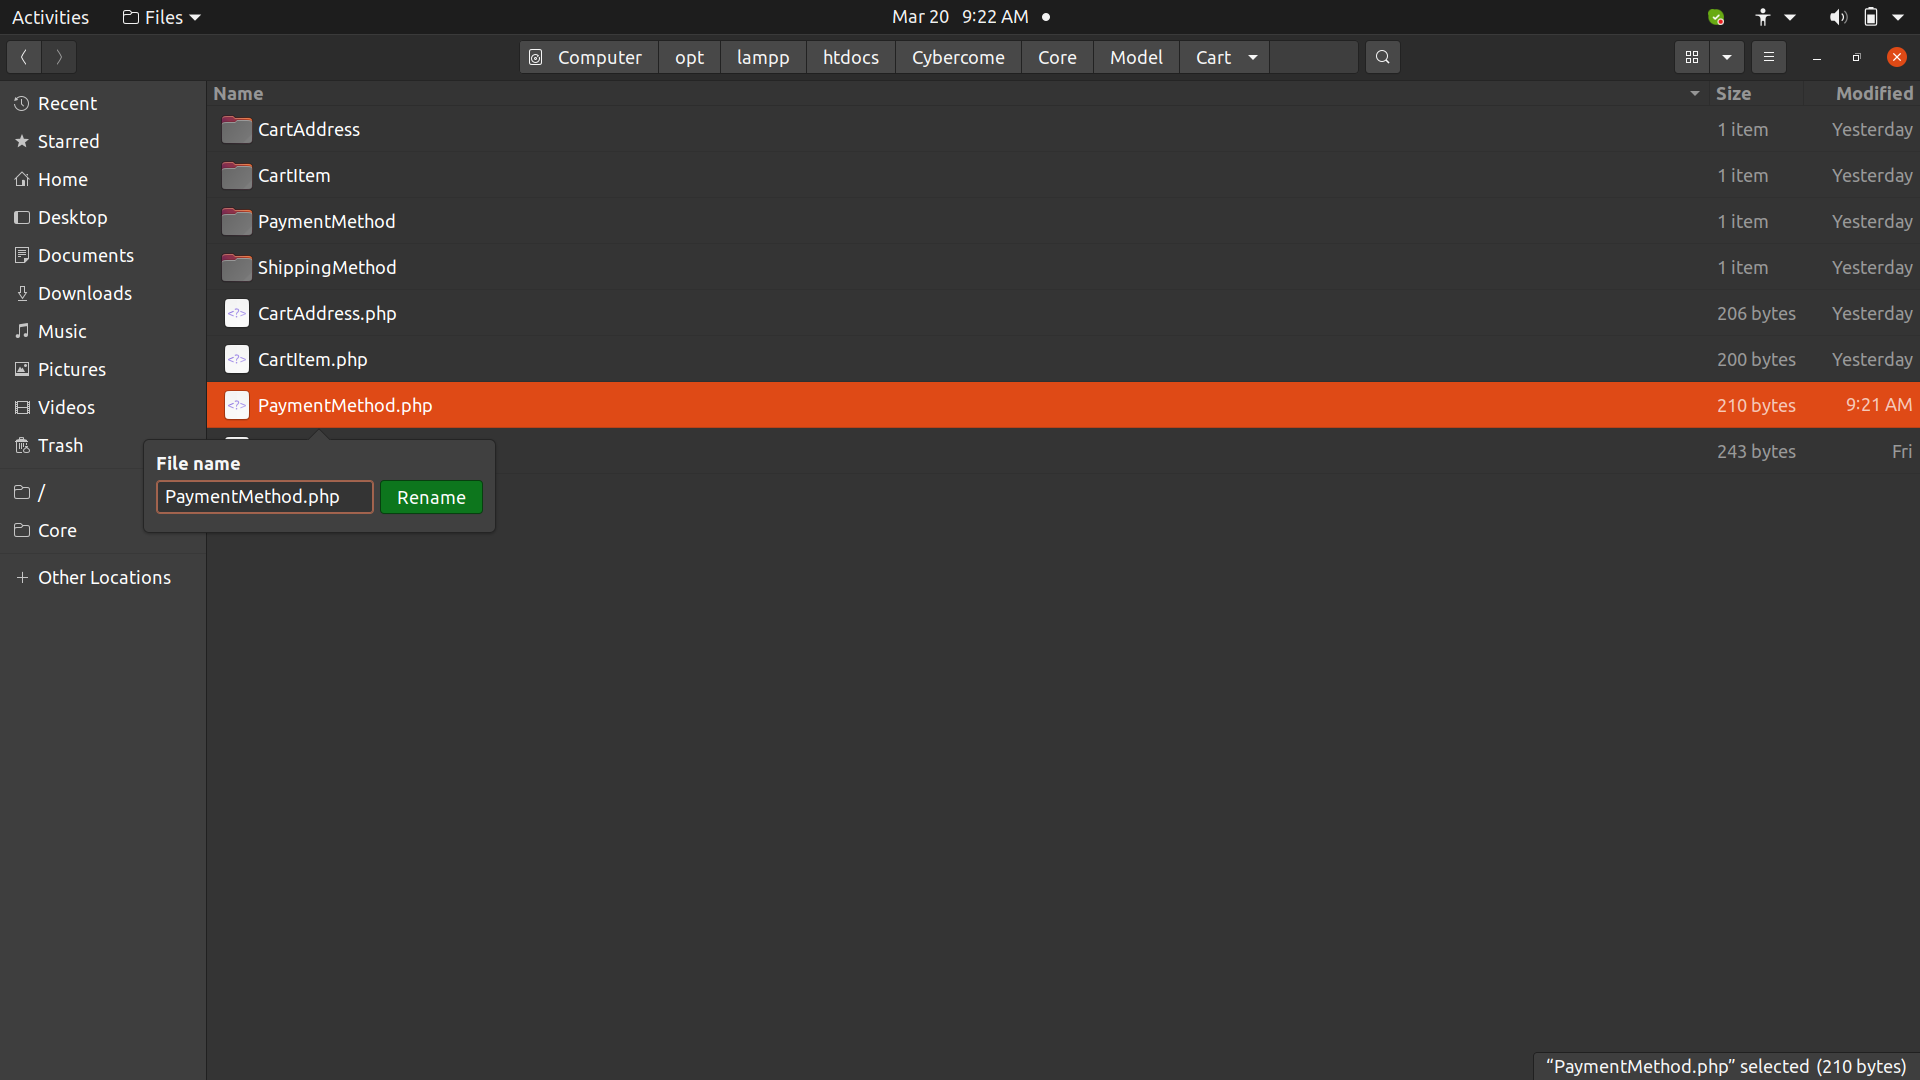 Activities Files Mar 20 9:22 AM
Computer opt lampp htdocs Cybercome Core Model Cart
Name Size Modified
Recent
Starred
Home
Desktop
Documents
Downloads
Music
Pictures
Videos
Trash
/
Core
Other Locations
CartAddress 1 item Yesterday
CartItem 1 item Yesterday
PaymentMethod 1 item Yesterday
ShippingMethod 1 item Yesterday
CartAddress.php 206 bytes Yesterday
CartItem.php 200 bytes Yesterday
PaymentMethod.php 210 bytes 9:21 AM
243 bytes Fri
File name
PaymentMethod.php Rename
“PaymentMethod.php” selected (210 bytes)